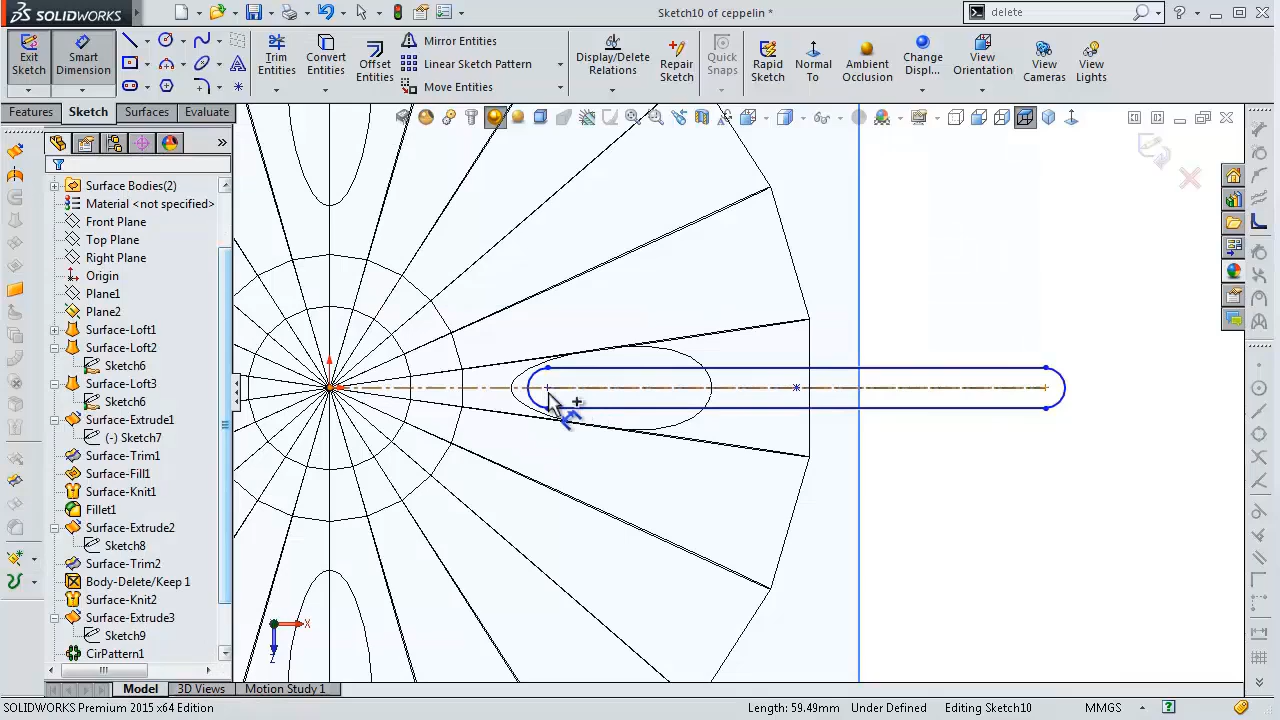 SOLIDWORKS
Sketch10 of ceppelin *
delete
Exit
Sketch
Smart
Dimension
Trim
Entities
Convert
Entities
Offset
Entities
Mirror Entities
Linear Sketch Pattern
Move Entities
Display/Delete
Relations
Repair
Sketch
Quick
Snaps
Rapid
Sketch
Normal
To
Ambient
Occlusion
Change
Displ...
View
Orientation
View
Cameras
View
Lights
Features
Sketch
Surfaces
Evaluate
Surface Bodies(2)
Material <not specified>
Front Plane
Top Plane
Right Plane
Origin
Plane1
Plane2
Surface-Loft1
Surface-Loft2
Sketch6
Surface-Loft3
Sketch6
Surface-Extrude1
(-) Sketch7
Surface-Trim1
Surface-Fill1
Surface-Knit1
Fillet1
Surface-Extrude2
Sketch8
Surface-Trim2
Body-Delete/Keep 1
Surface-Knit2
Surface-Extrude3
Sketch9
CirPattern1
X
Z
Model
3D Views
Motion Study 1
SOLIDWORKS Premium 2015 x64 Edition
Length: 59.49mm
Under Defined
Editing Sketch10
MMGS